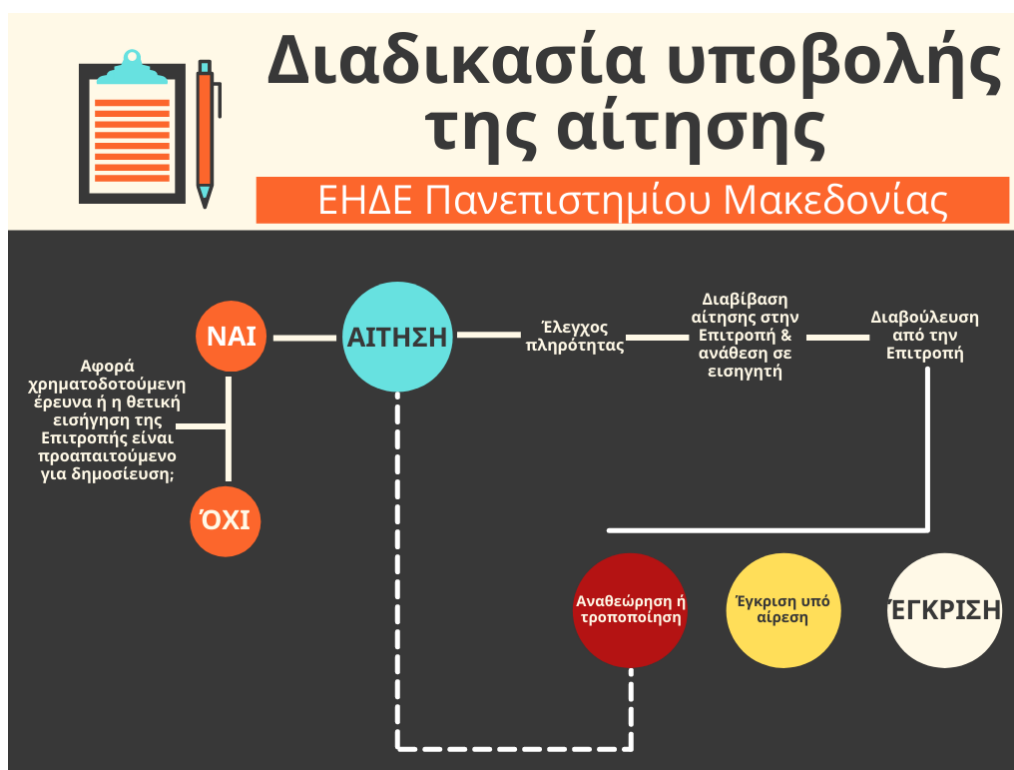 Διαδικασία υποβολής
της αίτησης
ΕΗΔΕ Πανεπιστημίου Μακεδονίας
ΝΑΙ
ΑΙΤΗΣΗ
Έλεγχος
πληρότητας
Διαβίβαση
αίτησης στην
Επιτροπή &
ανάθεση σε
εισηγητή
Διαβούλευση
από την
Επιτροπή
Αφορά
χρηματοδοτούμενη
έρευνα ή η θετική
εισήγηση της
Επιτροπής είναι
προαπαιτούμενο
για δημοσίευση;
ΌΧΙ
Αναθεώρηση ή
τροποποίηση
Έγκριση υπό
αίρεση
ΈΓΚΡΙΣΗ